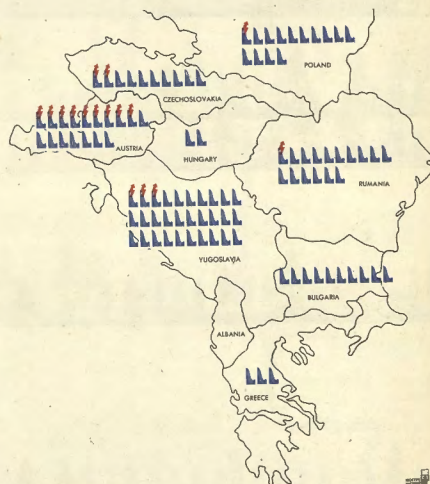 POLAND
CZECHOSLOVAKIA
AUSTRIA
HUNGARY
RUMANIA
YUGOSLAVIA
BULGARIA
ALBANIA
GREECE